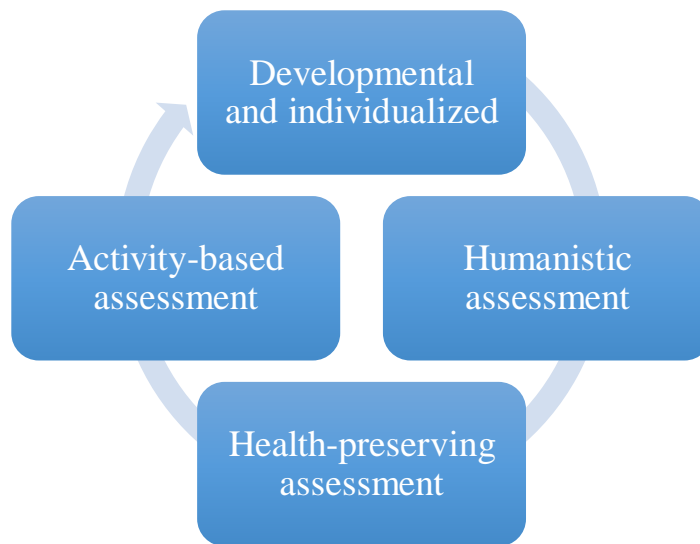 Developmental
and individualized
Activity-based
assessment
Humanistic
assessment
Health-preserving
assessment